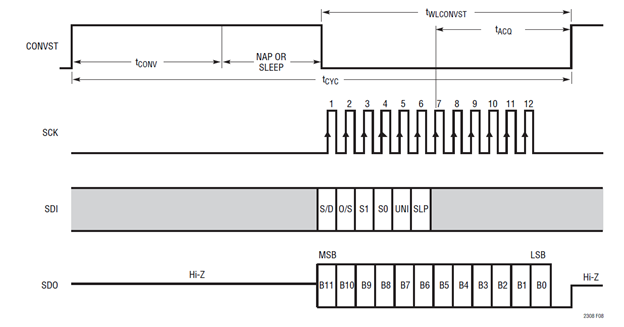 tWLCONVST
tACQ
CONVST
tCONV
NAP OR
SLEEP
tCYC
1 2 3 4 5 6 7 8 9 10 11 12
SCK
SDI
S/D O/S S1 S0 UNI SLP
MSB
LSB
Hi-Z
Hi-Z
SDO
B11 B10 B9 B8 B7 B6 B5 B4 B3 B2 B1 B0
2308 F08